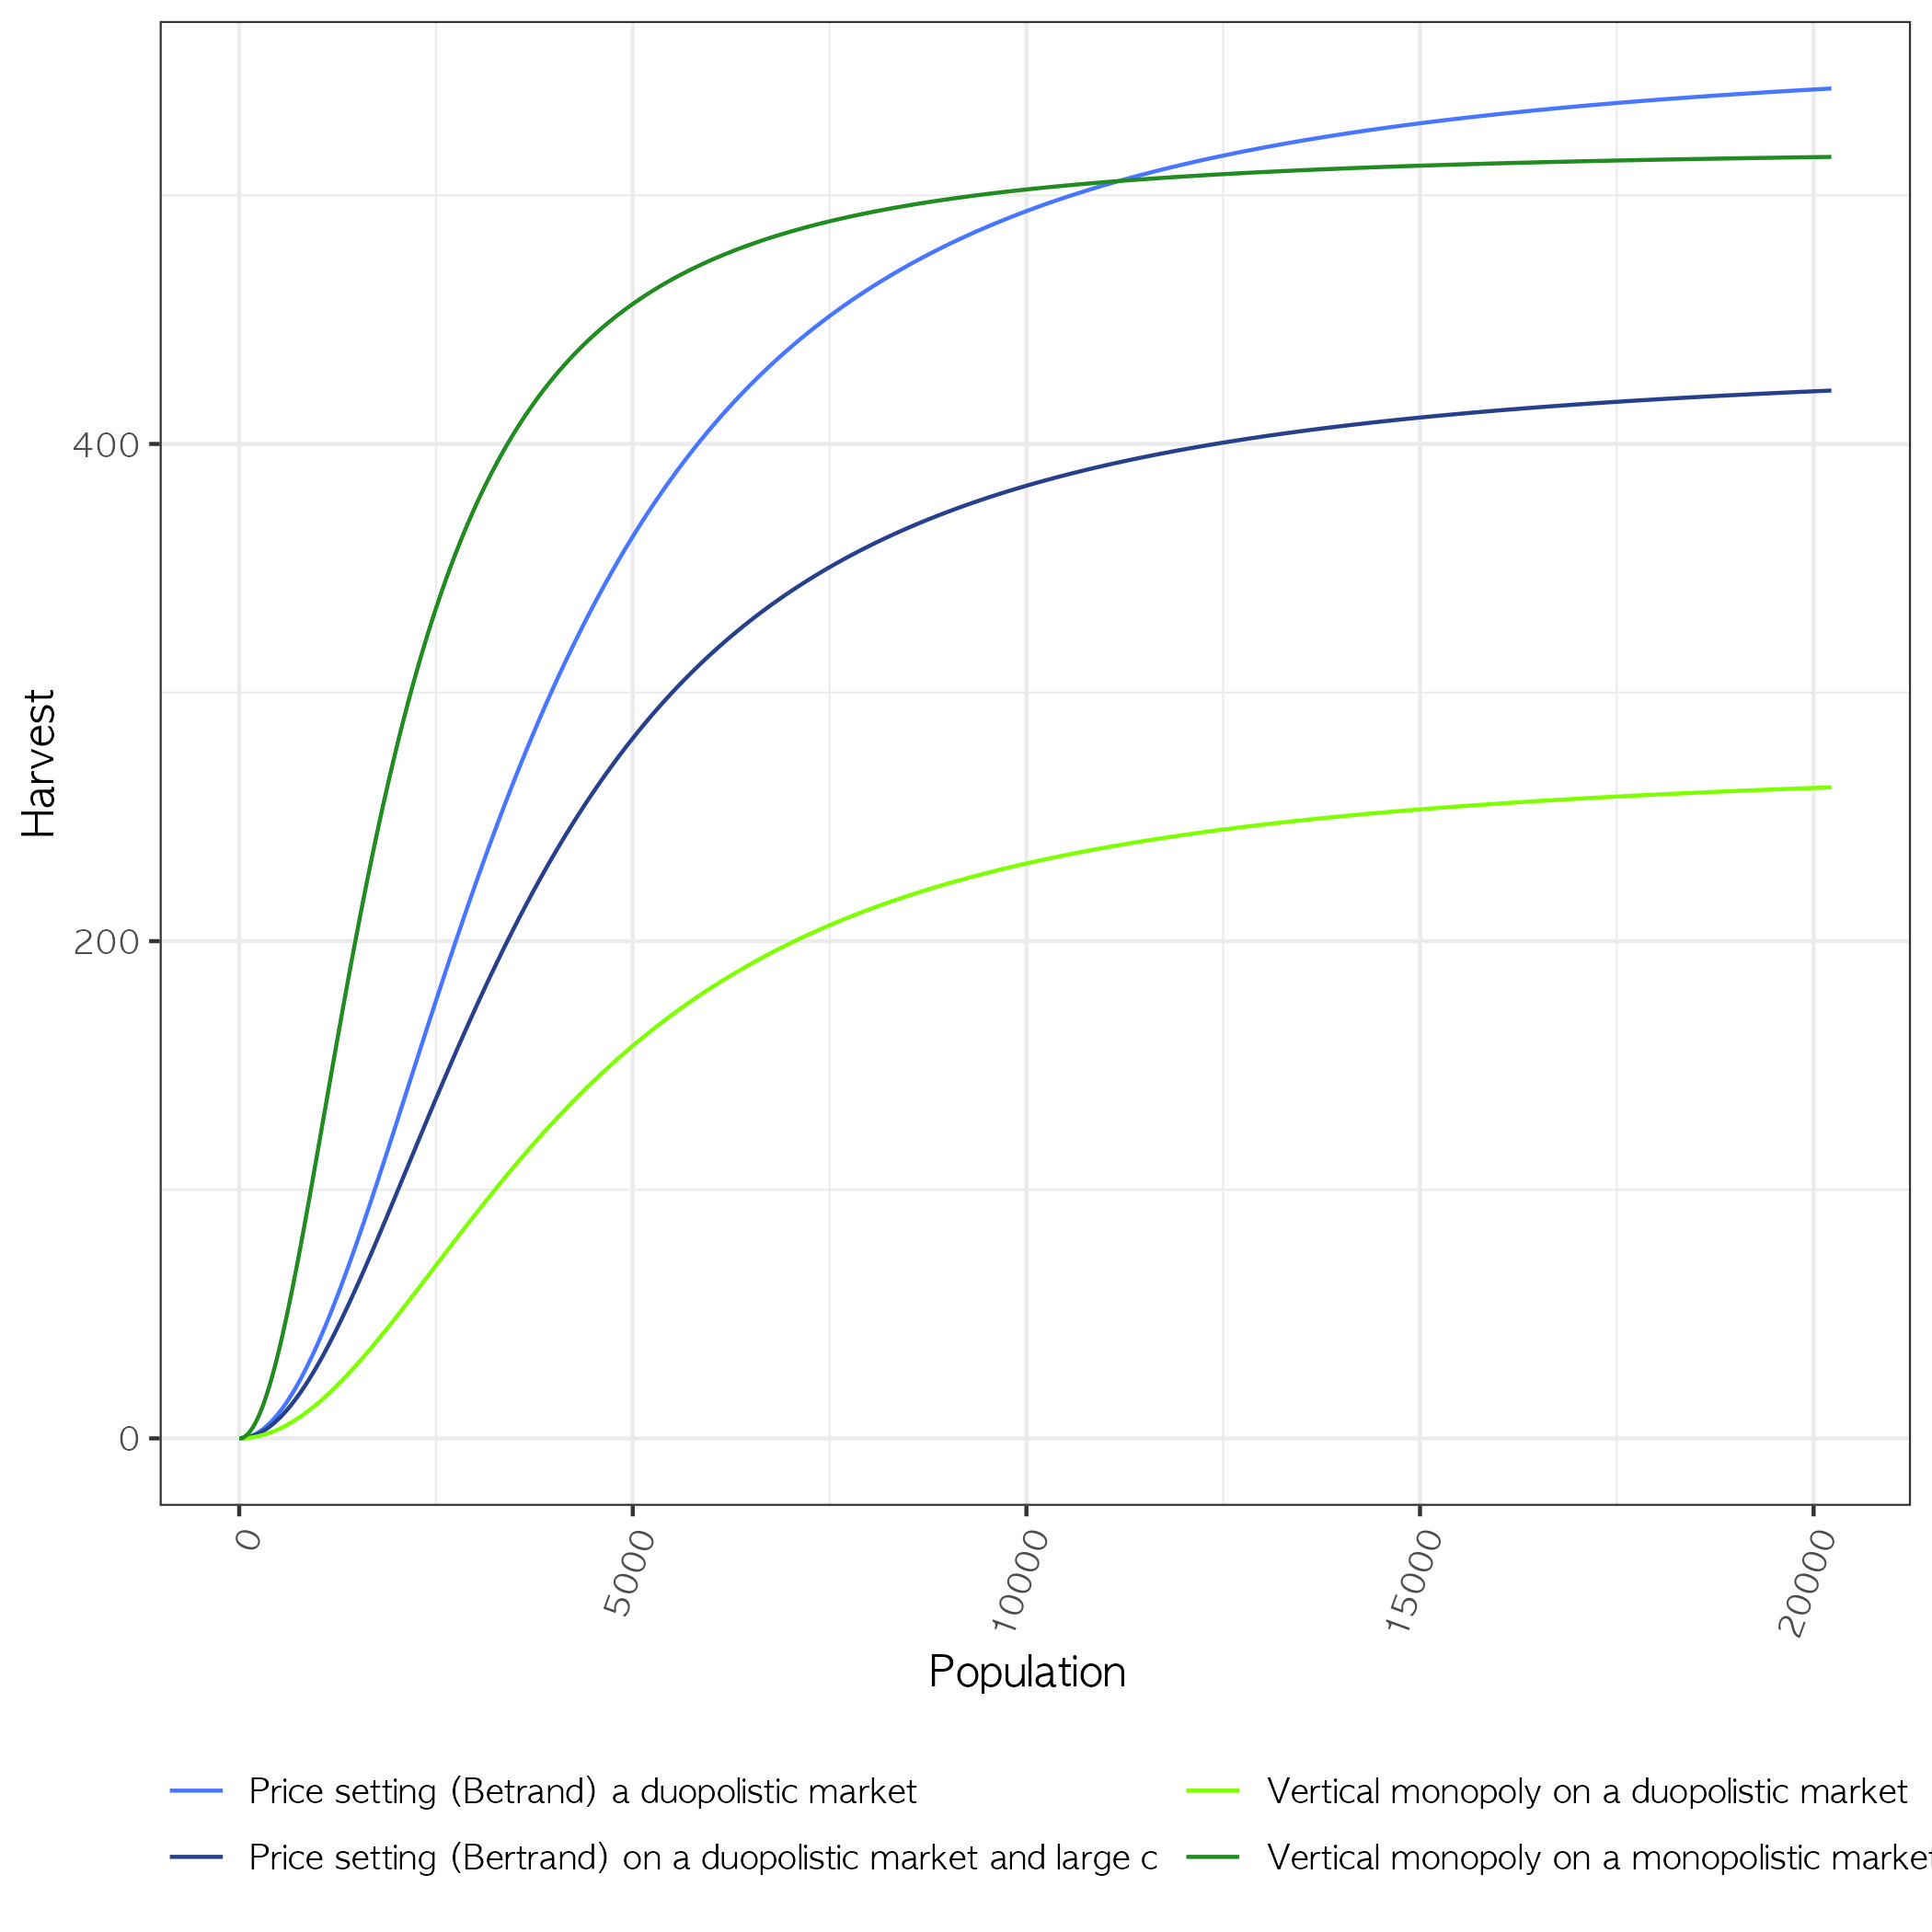 Harvest
400
200
0
0
5000
10000
15000
20000
Population
Price setting (Betrand) a duopolistic market
Vertical monopoly on a duopolistic market
Price setting (Bertrand) on a duopolistic market and large c
Vertical monopoly on a monopolistic market